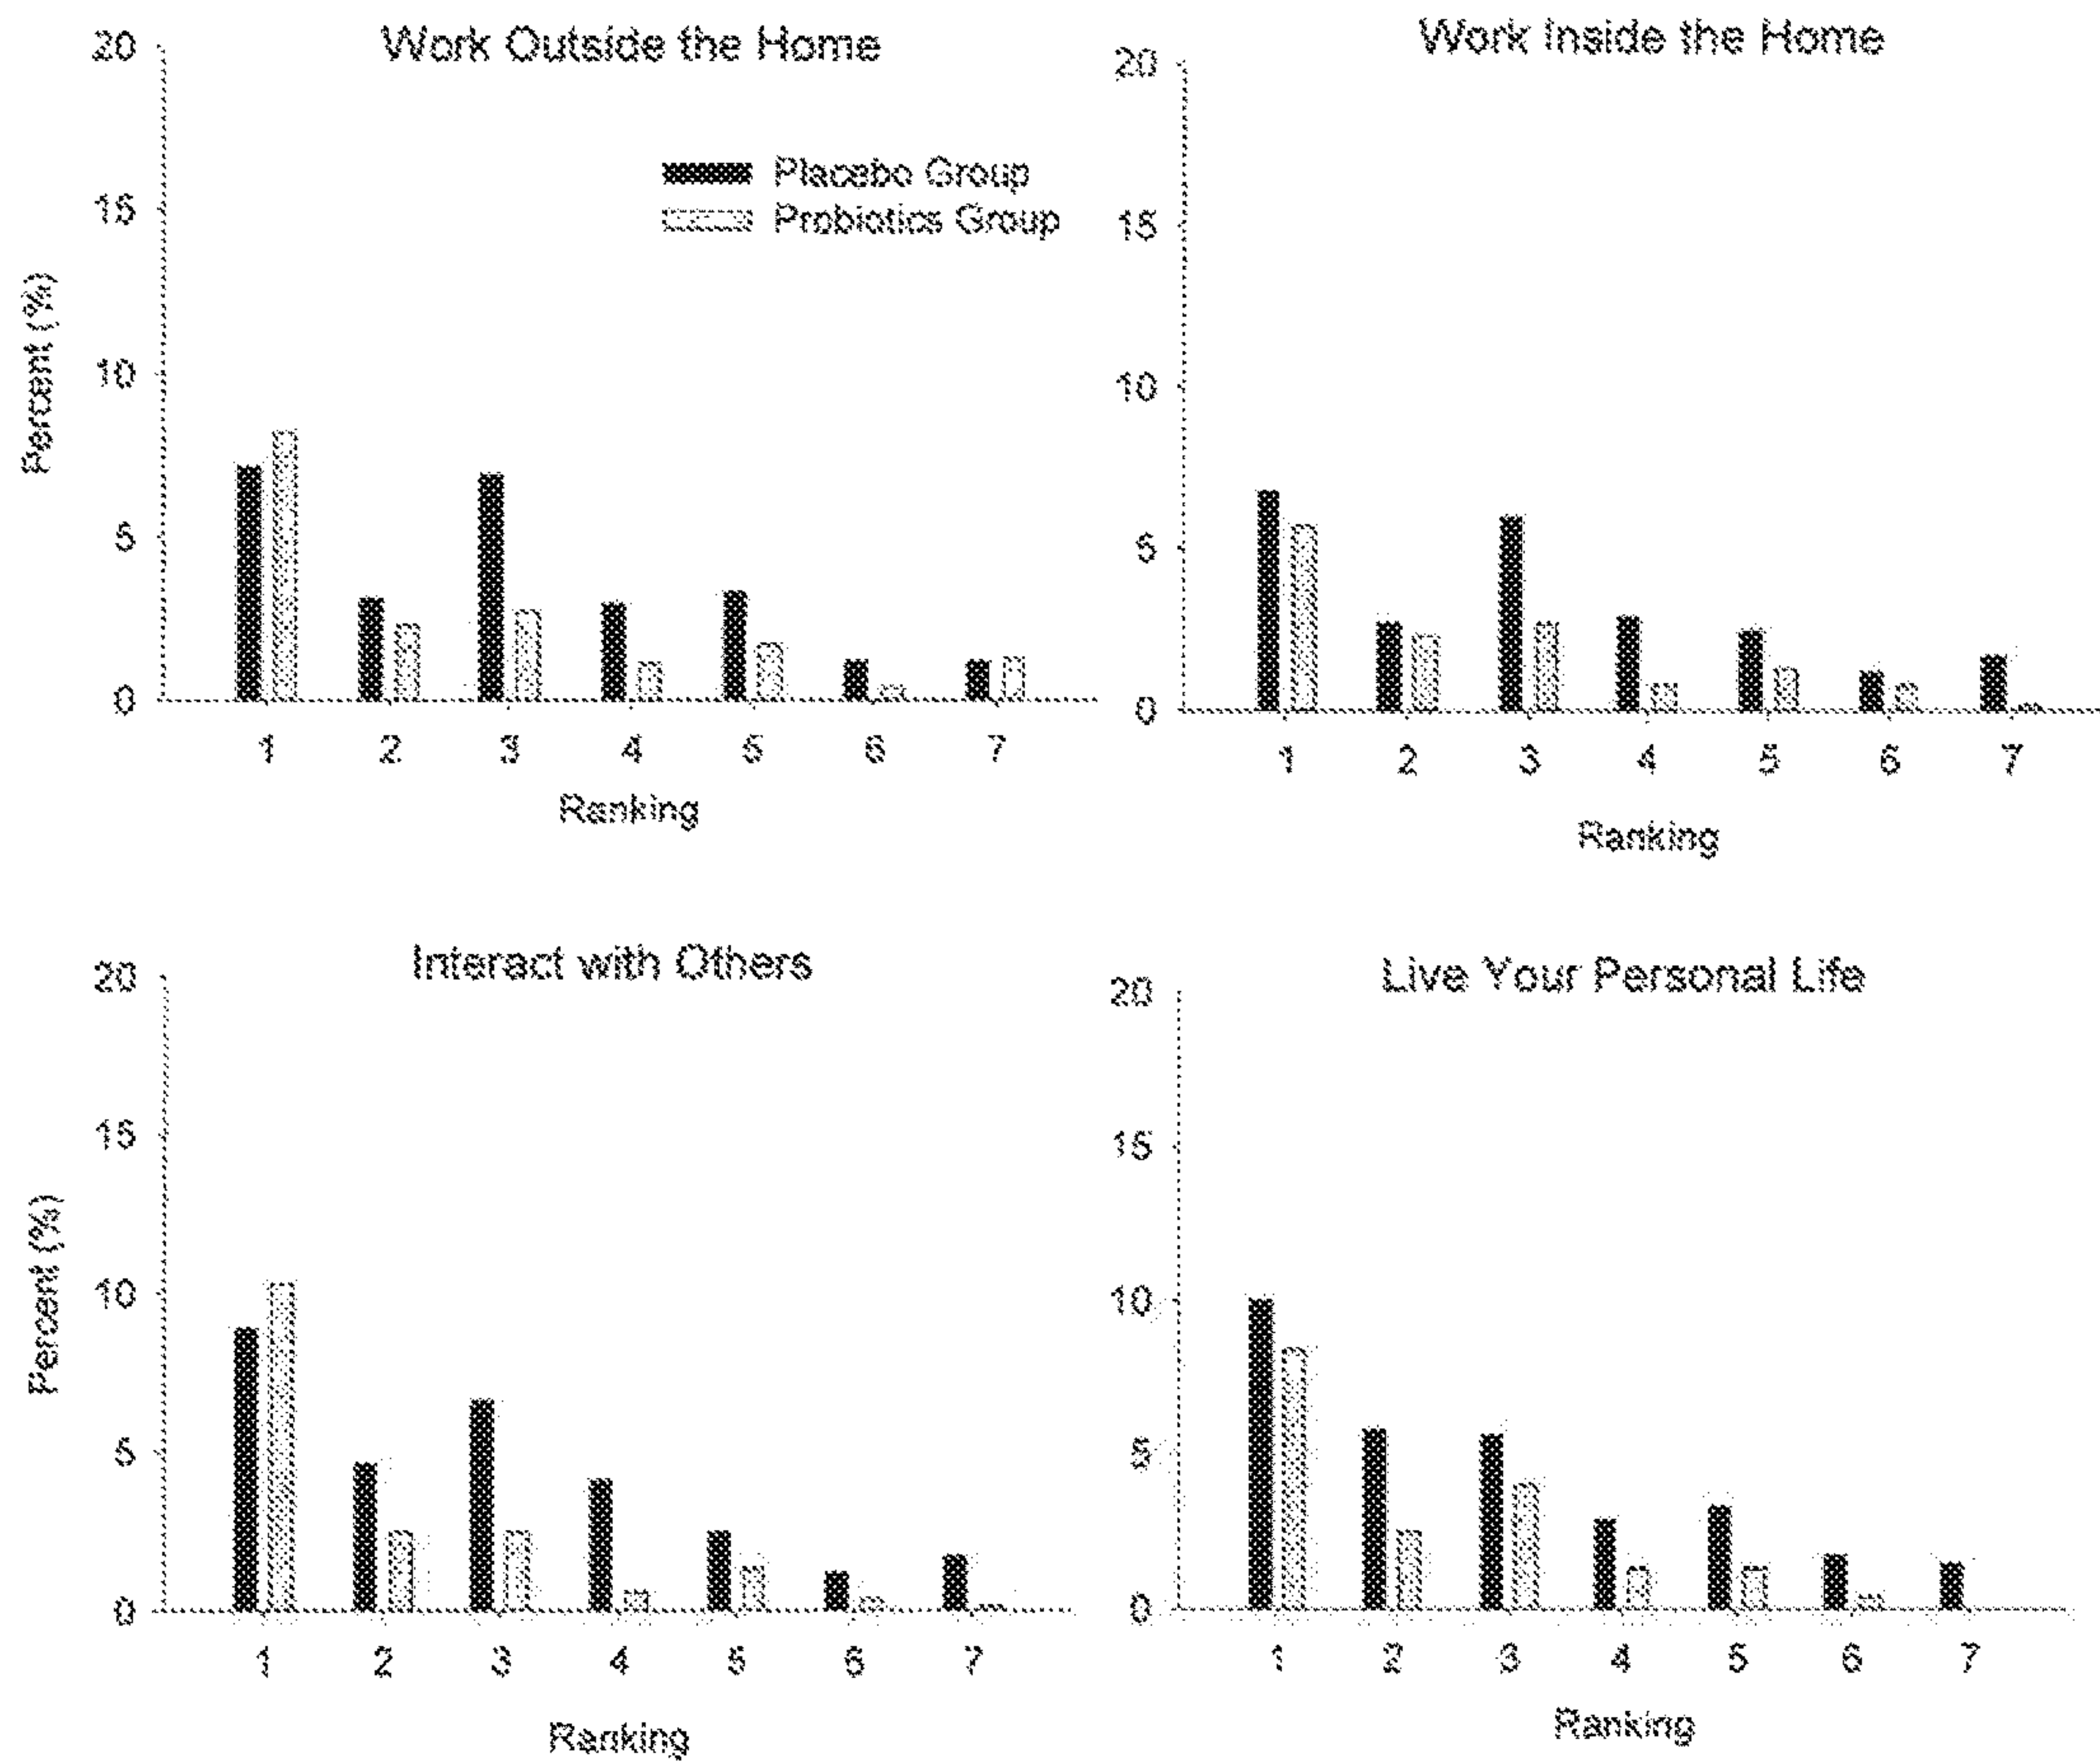 Work Outside the Home
20
15
10
5
0
Percent (%)
Placebo Group
Probiotics Group
1 2 3 4 5 6 7
Ranking
Work Inside the Home
20
15
10
5
0
1 2 3 4 5 6 7
Ranking
Interact with Others
20
15
10
5
0
Percent (%)
1 2 3 4 5 6 7
Ranking
Live Your Personal Life
20
15
10
5
0
1 2 3 4 5 6 7
Ranking